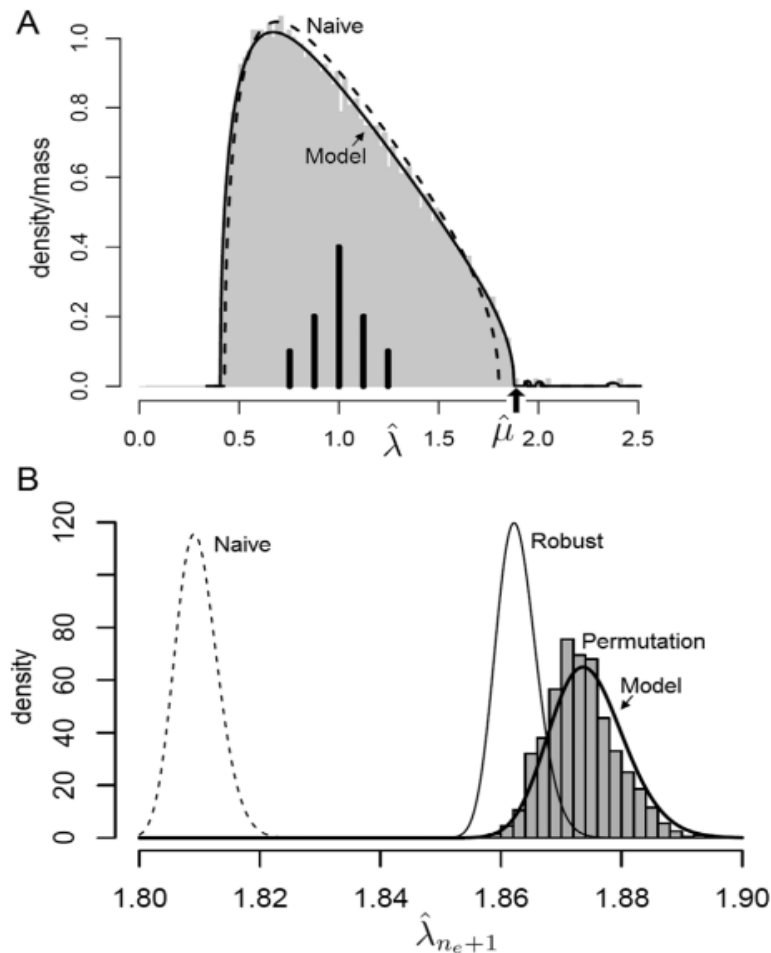 A
Naive
Model
density/mass
0.0 0.2 0.4 0.6 0.8 1.0
0.0 0.5 1.0 1.5 2.0 2.5
λ̂
μ̂
B
Naive
Robust
Permutation
Model
density
0 20 40 60 80 120
1.80 1.82 1.84 1.86 1.88 1.90
λ̂ₙₑ₊₁